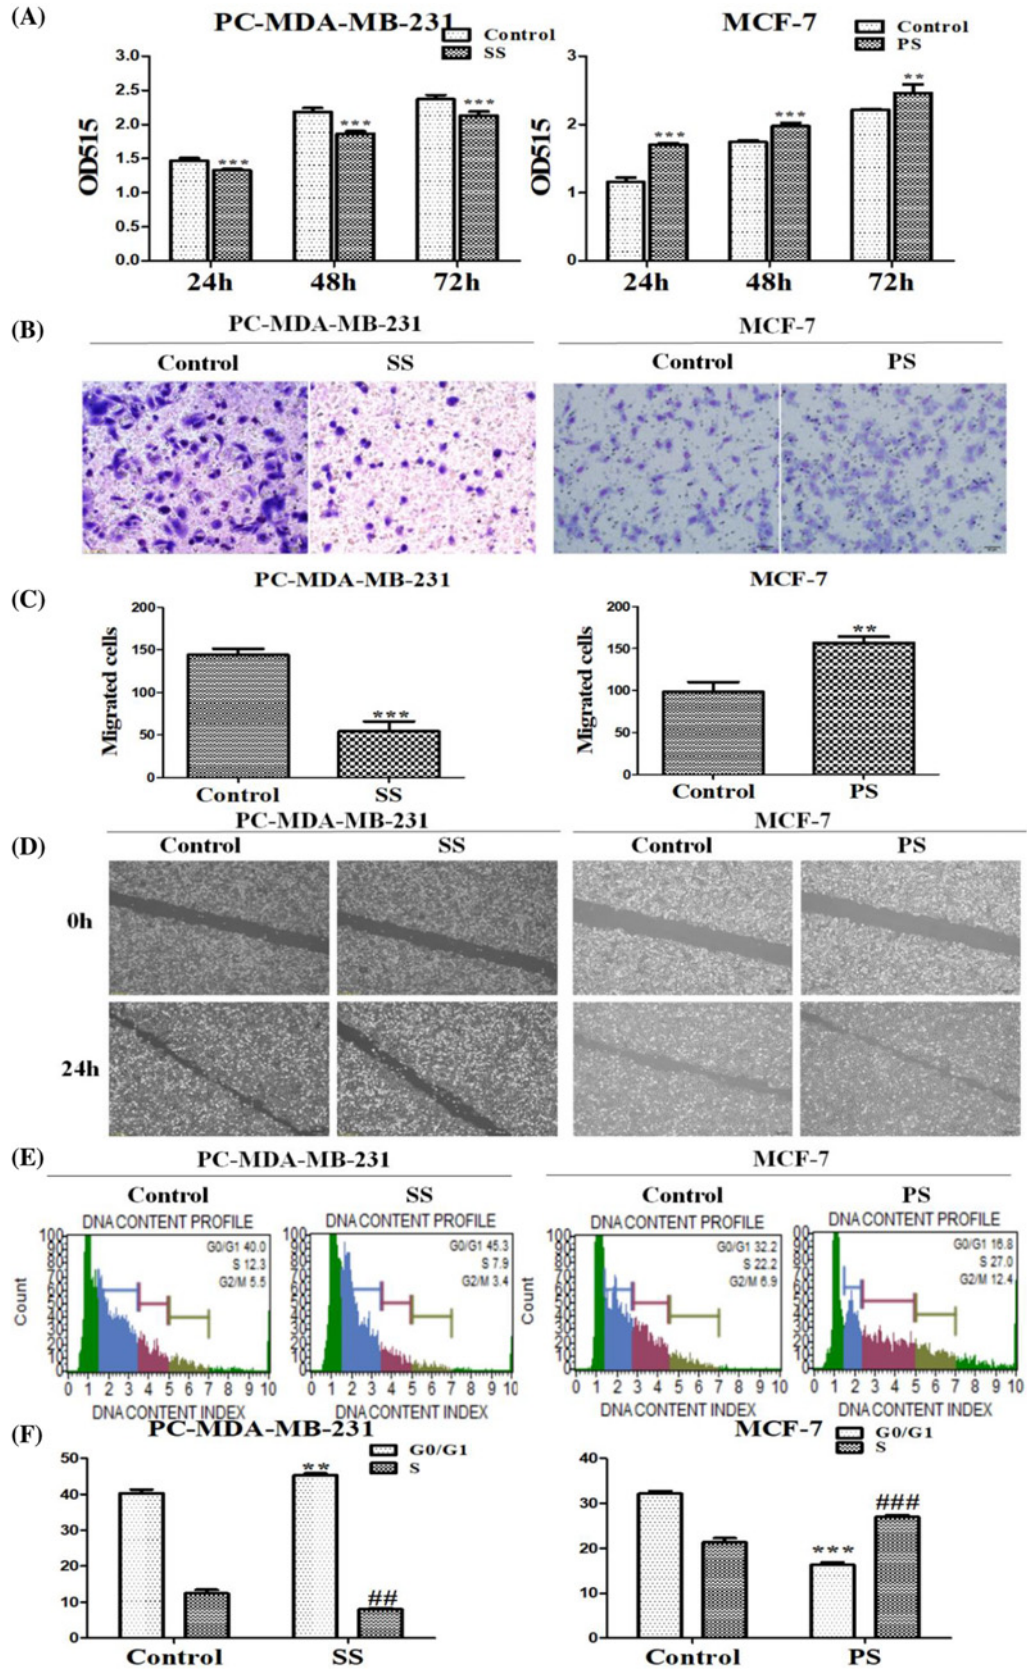 (A)
PC-MDA-MB-231
Control
SS
MCF-7
Control
PS
OD515
3.0
2.5
2.0
1.5
1.0
0.5
0.0
***
***
***
24h
48h
72h
OD515
3
2
1
0
***
***
**
24h
48h
72h
(B)
PC-MDA-MB-231
MCF-7
Control
SS
Control
PS
(C)
PC-MDA-MB-231
MCF-7
Migrated cells
200
150
100
50
0
***
Control
SS
Migrated cells
200
150
100
50
0
**
Control
PS
(D)
PC-MDA-MB-231
MCF-7
Control
SS
Control
PS
0h
24h
(E)
PC-MDA-MB-231
MCF-7
Control
SS
Control
PS
DNA CONTENT PROFILE
G0/G1 40.0
S 12.3
G2/M 5.5
Count
0 1 2 3 4 5 6 7 8 9 10
DNA CONTENT INDEX
DNA CONTENT PROFILE
G0/G1 45.3
S 7.9
G2/M 3.4
0 1 2 3 4 5 6 7 8 9 10
DNA CONTENT INDEX
DNA CONTENT PROFILE
G0/G1 32.2
S 22.2
G2/M 6.9
Count
0 1 2 3 4 5 6 7 8 9 10
DNA CONTENT INDEX
DNA CONTENT PROFILE
G0/G1 16.8
S 27.0
G2/M 12.4
0 1 2 3 4 5 6 7 8 9 10
DNA CONTENT INDEX
(F)
PC-MDA-MB-231
G0/G1
S
50
40
30
20
10
0
**
##
Control
SS
MCF-7
G0/G1
S
40
30
20
10
0
***
###
Control
PS